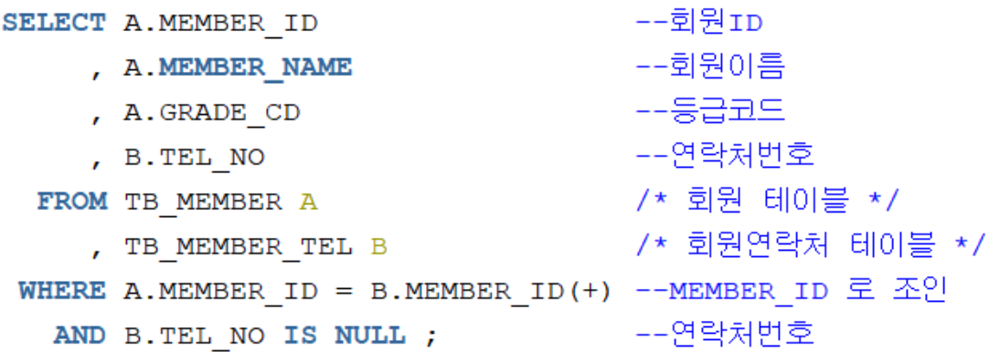 SELECT A.MEMBER_ID --회원ID
, A.MEMBER_NAME --회원이름
, A.GRADE_CD --등급코드
, B.TEL_NO --연락처번호
FROM TB_MEMBER A /* 회원 테이블 */
, TB_MEMBER_TEL B /* 회원연락처 테이블 */
WHERE A.MEMBER_ID = B.MEMBER_ID(+) --MEMBER_ID 로 조인
AND B.TEL_NO IS NULL ; --연락처번호